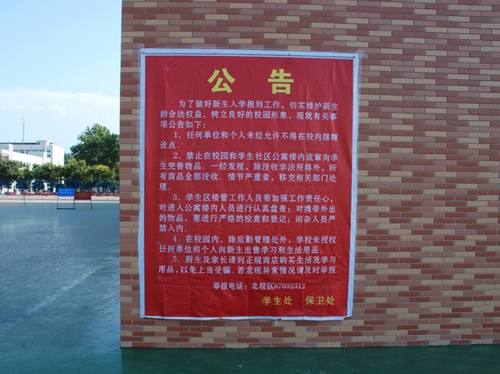 公 告
为了做好新生入学报到工作，切实维护新生
的合法权益，树立良好的校园形象，现就有关事
项公告如下：
1、任何单位和个人未经允许不得在校内摆摊
设点。
2、禁止在校园和学生社区公寓楼内流窜向学
生兜售物品。一经发现，除没收非法所得外，所
有商品全部没收。情节严重者，移交相关部门处
理。
3、学生区楼管工作人员要加强工作责任心，
对进入公寓楼内人员进行认真盘查；对携带外出
的物品，要进行严格的检查和登记；闲杂人员严
禁入内。
4、在校园内，除后勤管理处外，学校未授权
任何单位和个人向新生出售学习和生活用品。
5、新生及家长请到正规商店购买生活及学习
用品，以免上当受骗。若发现异常情况请及时举报。
举报电话：北校区87092312
学生处 保卫处